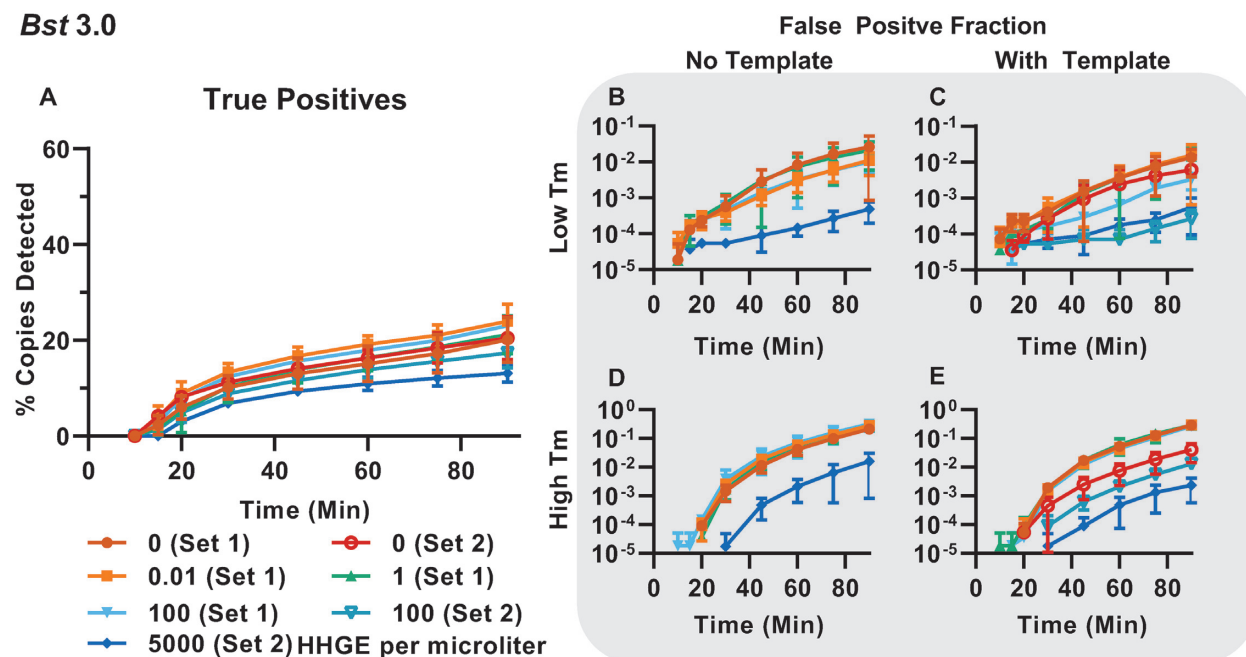 Bst 3.0
False Positve Fraction
No Template
With Template
A
True Positives
B
C
60
40
20
0
% Copies Detected
0
20
40
60
80
Time (Min)
Low Tm
10-1
10-2
10-3
10-4
10-5
0
20
40
60
80
Time (Min)
10-1
10-2
10-3
10-4
10-5
0
20
40
60
80
Time (Min)
D
E
High Tm
100
10-1
10-2
10-3
10-4
10-5
0
20
40
60
80
Time (Min)
100
10-1
10-2
10-3
10-4
10-5
0
20
40
60
80
Time (Min)
0 (Set 1)
0 (Set 2)
0.01 (Set 1)
1 (Set 1)
100 (Set 1)
100 (Set 2)
5000 (Set 2) HHGE per microliter